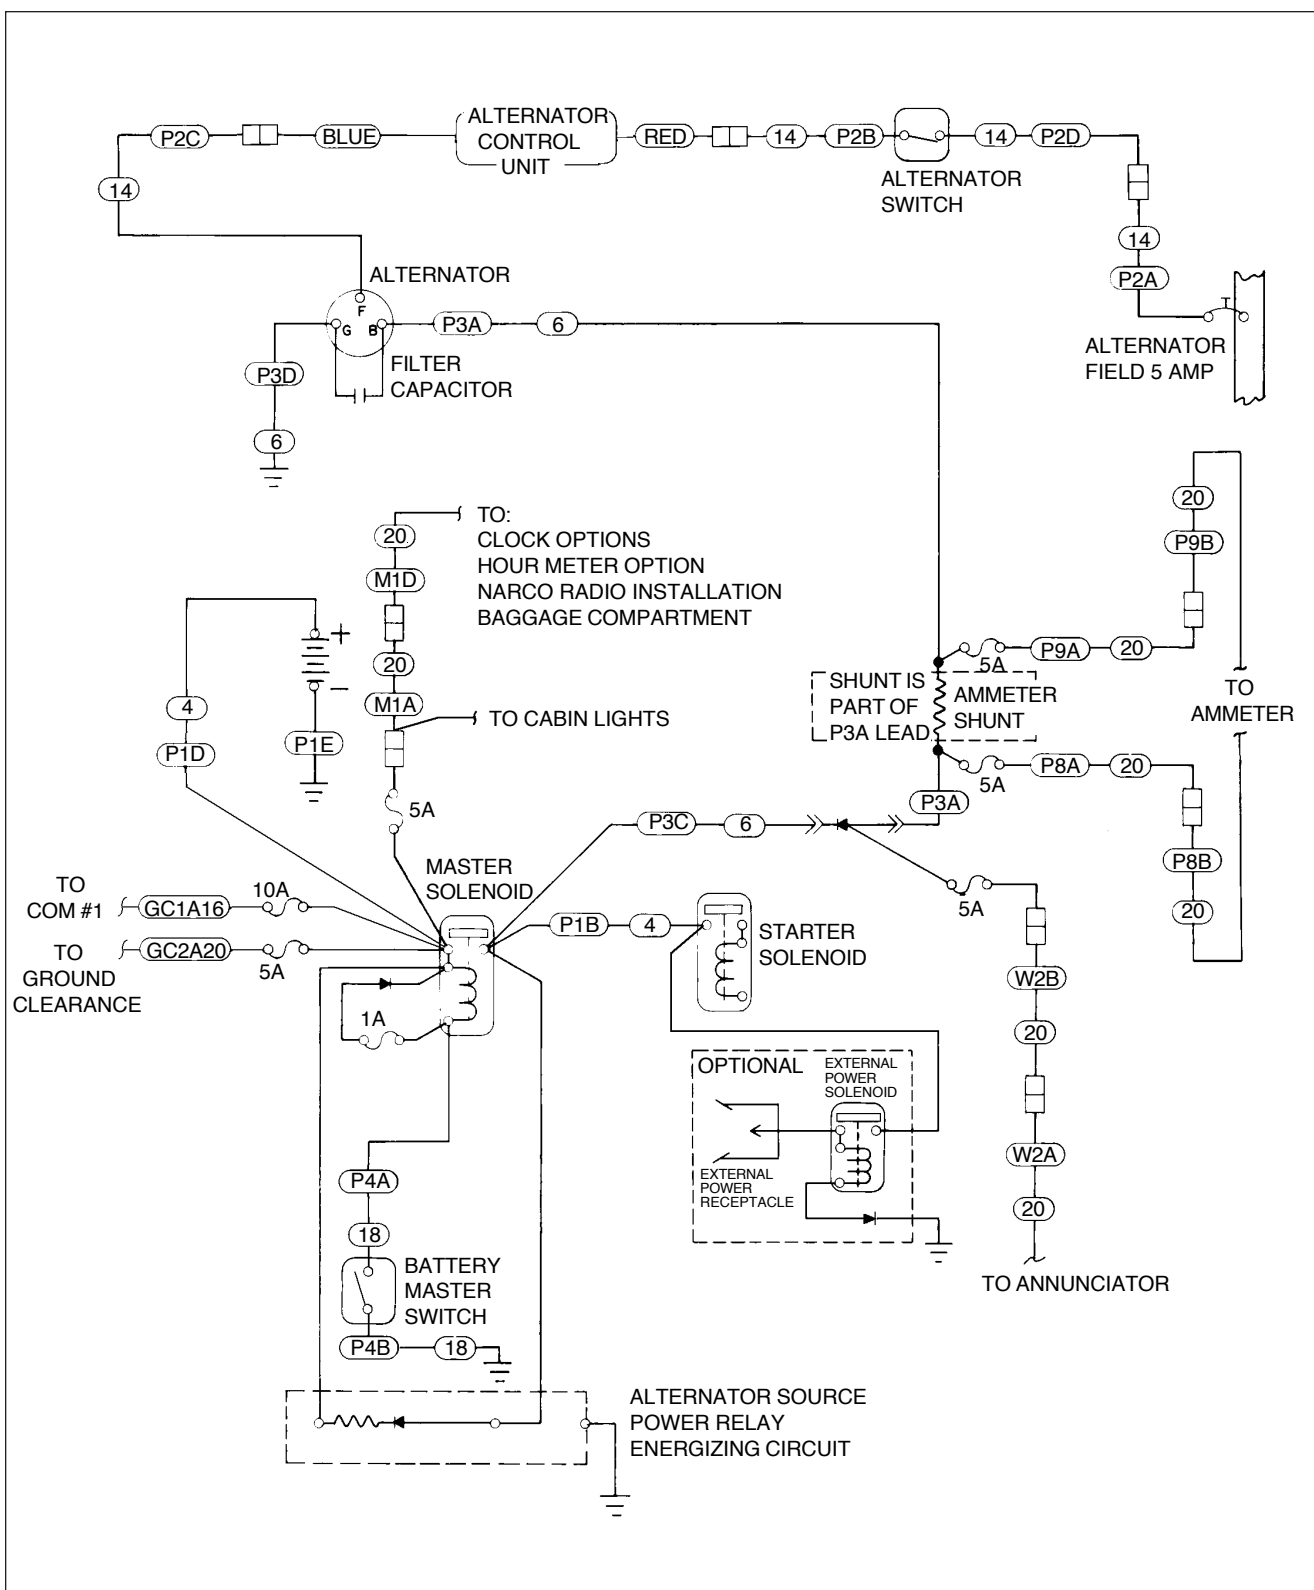 P2C
BLUE
ALTERNATOR
CONTROL
UNIT
RED
14
P2B
14
P2D
ALTERNATOR
SWITCH
14
14
P2A
ALTERNATOR
F
G
B
P3A
6
T
ALTERNATOR
FIELD 5 AMP
FILTER
CAPACITOR
P3D
6
20
TO:
CLOCK OPTIONS
HOUR METER OPTION
NARCO RADIO INSTALLATION
BAGGAGE COMPARTMENT
M1D
20
M1A
TO CABIN LIGHTS
5A
+
−
4
P1D
P1E
20
P9B
5A
P9A
20
SHUNT IS
PART OF
P3A LEAD
AMMETER
SHUNT
TO
AMMETER
5A
P8A
20
P3A
P8B
20
P3C
6
5A
MASTER
SOLENOID
TO
COM #1
GC1A16
10A
TO
GROUND
CLEARANCE
GC2A20
5A
1A
P1B
4
STARTER
SOLENOID
W2B
20
W2A
20
TO ANNUNCIATOR
OPTIONAL
EXTERNAL
POWER
SOLENOID
EXTERNAL
POWER
RECEPTACLE
P4A
18
BATTERY
MASTER
SWITCH
P4B
18
ALTERNATOR SOURCE
POWER RELAY
ENERGIZING CIRCUIT